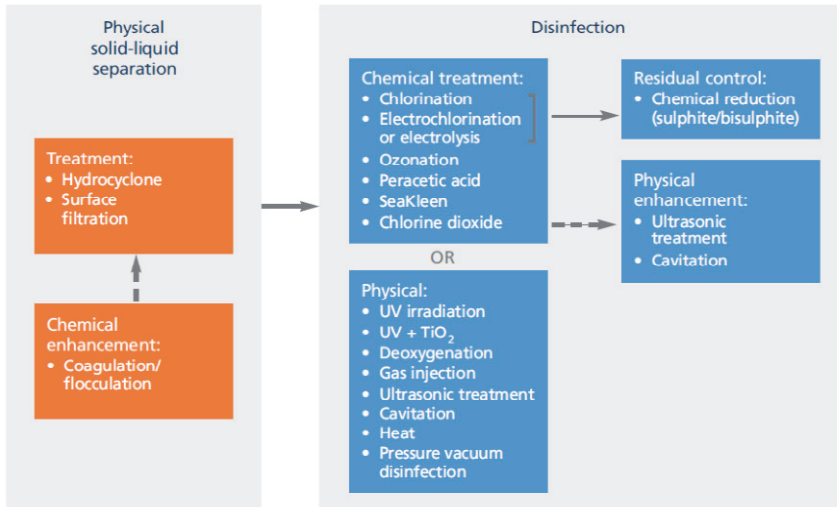 Physical
solid-liquid
separation
Treatment:
• Hydrocyclone
• Surface
filtration
Chemical
enhancement:
• Coagulation/
flocculation
Disinfection
Chemical treatment:
• Chlorination
• Electrochlorination
or electrolysis
• Ozonation
• Peracetic acid
• SeaKleen
• Chlorine dioxide
OR
Physical:
• UV irradiation
• UV + TiO₂
• Deoxygenation
• Gas injection
• Ultrasonic treatment
• Cavitation
• Heat
• Pressure vacuum
disinfection
Residual control:
• Chemical reduction
(sulphite/bisulphite)
Physical
enhancement:
• Ultrasonic
treatment
• Cavitation